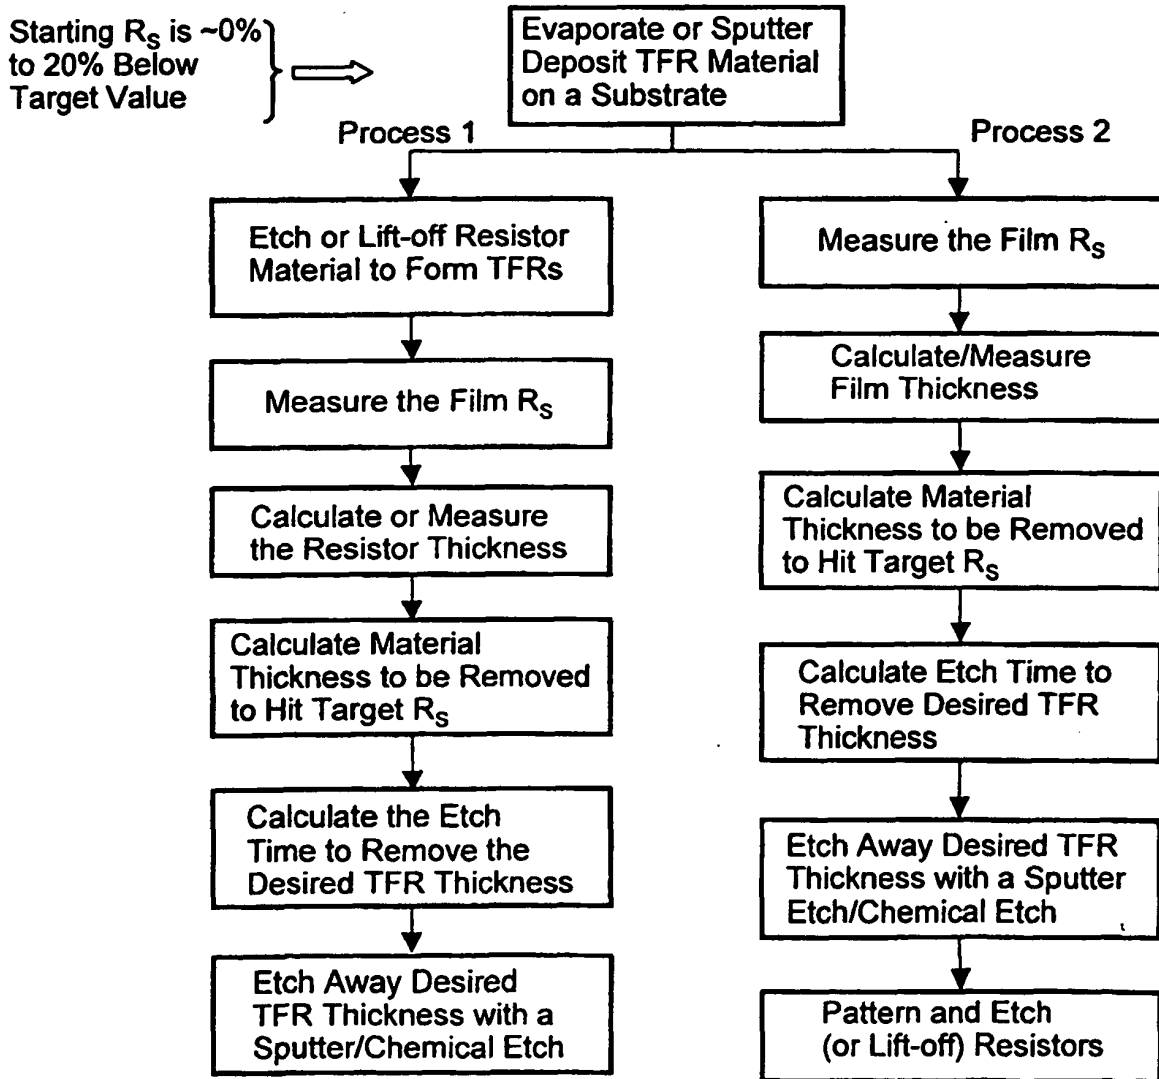 Starting RS is ~0%
to 20% Below
Target Value
Evaporate or Sputter
Deposit TFR Material
on a Substrate
Process 1
Process 2
Etch or Lift-off Resistor
Material to Form TFRs
Measure the Film RS
Calculate or Measure
the Resistor Thickness
Calculate Material
Thickness to be Removed
to Hit Target RS
Calculate the Etch
Time to Remove the
Desired TFR Thickness
Etch Away Desired
TFR Thickness with a
Sputter/Chemical Etch
Measure the Film RS
Calculate/Measure
Film Thickness
Calculate Material
Thickness to be Removed
to Hit Target RS
Calculate Etch Time to
Remove Desired TFR
Thickness
Etch Away Desired TFR
Thickness with a Sputter
Etch/Chemical Etch
Pattern and Etch
(or Lift-off) Resistors